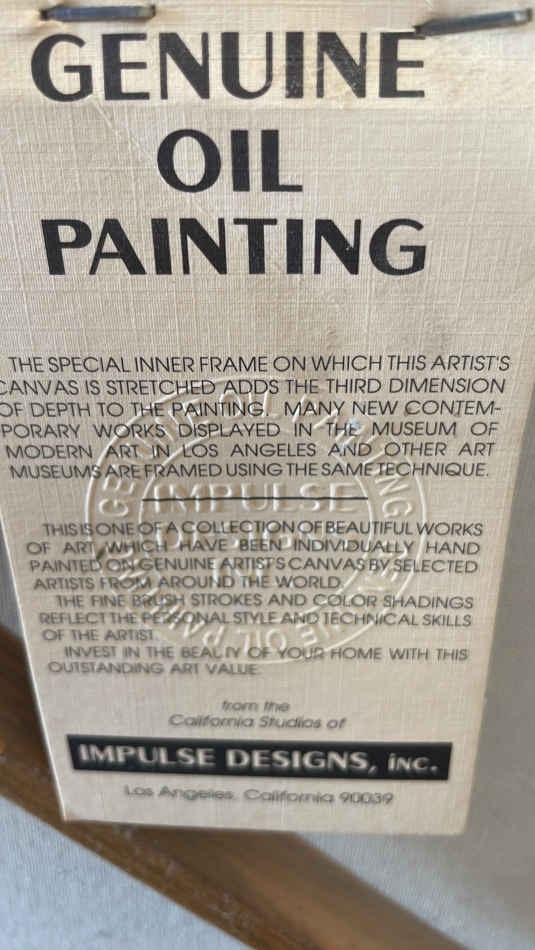 GENUINE
OIL
PAINTING
THE SPECIAL INNER FRAME ON WHICH THIS ARTIST'S
CANVAS IS STRETCHED ADDS THE THIRD DIMENSION
OF DEPTH TO THE PAINTING. MANY NEW CONTEM-
PORARY WORKS DISPLAYED IN THE MUSEUM OF
MODERN ART IN LOS ANGELES AND OTHER ART
MUSEUMS ARE FRAMED USING THE SAME TECHNIQUE.
THIS IS ONE OF A COLLECTION OF BEAUTIFUL WORKS
OF ART WHICH HAVE BEEN INDIVIDUALLY HAND
PAINTED ON GENUINE ARTIST'S CANVAS BY SELECTED
ARTISTS FROM AROUND THE WORLD.
THE FINE BRUSH STROKES AND COLOR SHADINGS
REFLECT THE PERSONAL STYLE AND TECHNICAL SKILLS
OF THE ARTIST.
INVEST IN THE BEAUTY OF YOUR HOME WITH THIS
OUTSTANDING ART VALUE.
from the
California Studios of
IMPULSE DESIGNS, inc.
Los Angeles, California 90039
GENUINE OIL PAINTING
IMPULSE